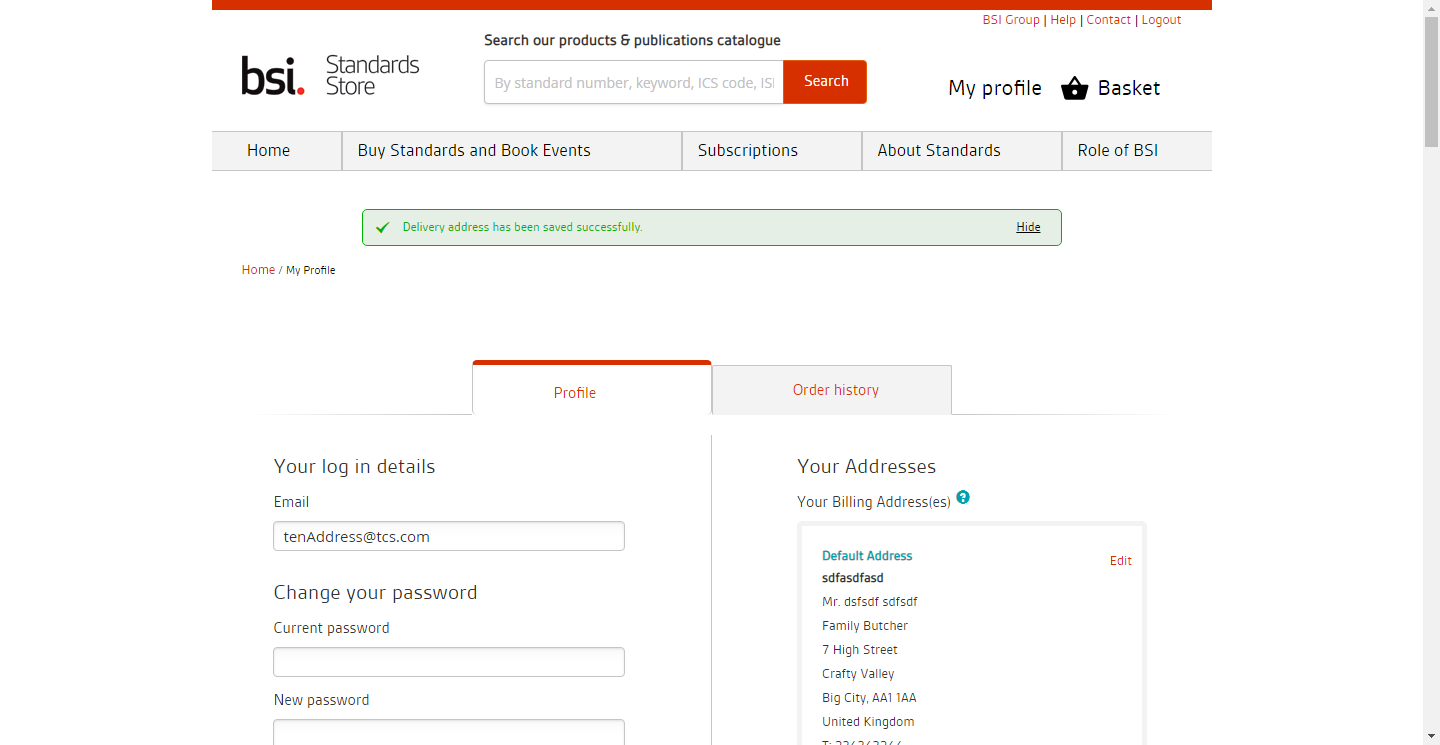 BSI Group | Help | Contact | Logout
Search our products & publications catalogue
bsi. Standards Store
By standard number, keyword, ICS code, ISI
Search
My profile
Basket
Home
Buy Standards and Book Events
Subscriptions
About Standards
Role of BSI
Delivery address has been saved successfully.
Hide
Home / My Profile
Profile
Order history
Your log in details
Email
tenAddress@tcs.com
Change your password
Current password
New password
Your Addresses
Your Billing Address(es) ?
Default Address
Edit
sdfasdfasd
Mr. dsfsdf sdfsdf
Family Butcher
7 High Street
Crafty Valley
Big City, AA1 1AA
United Kingdom